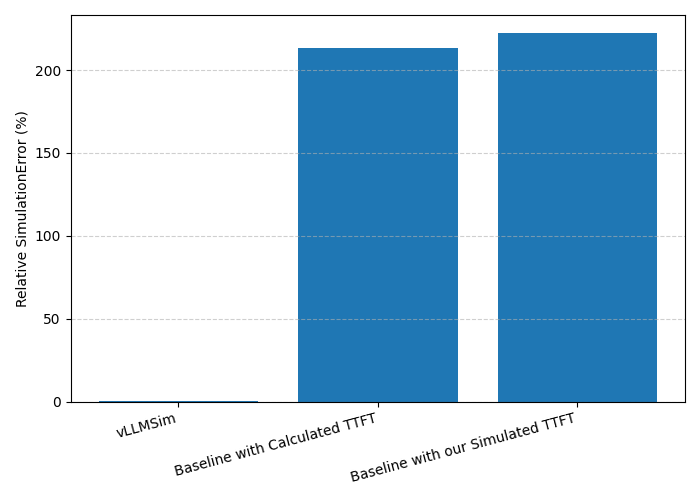 Relative SimulationError (%)
200
150
100
50
0
vLLMSim
Baseline with Calculated TTFT
Baseline with our Simulated TTFT